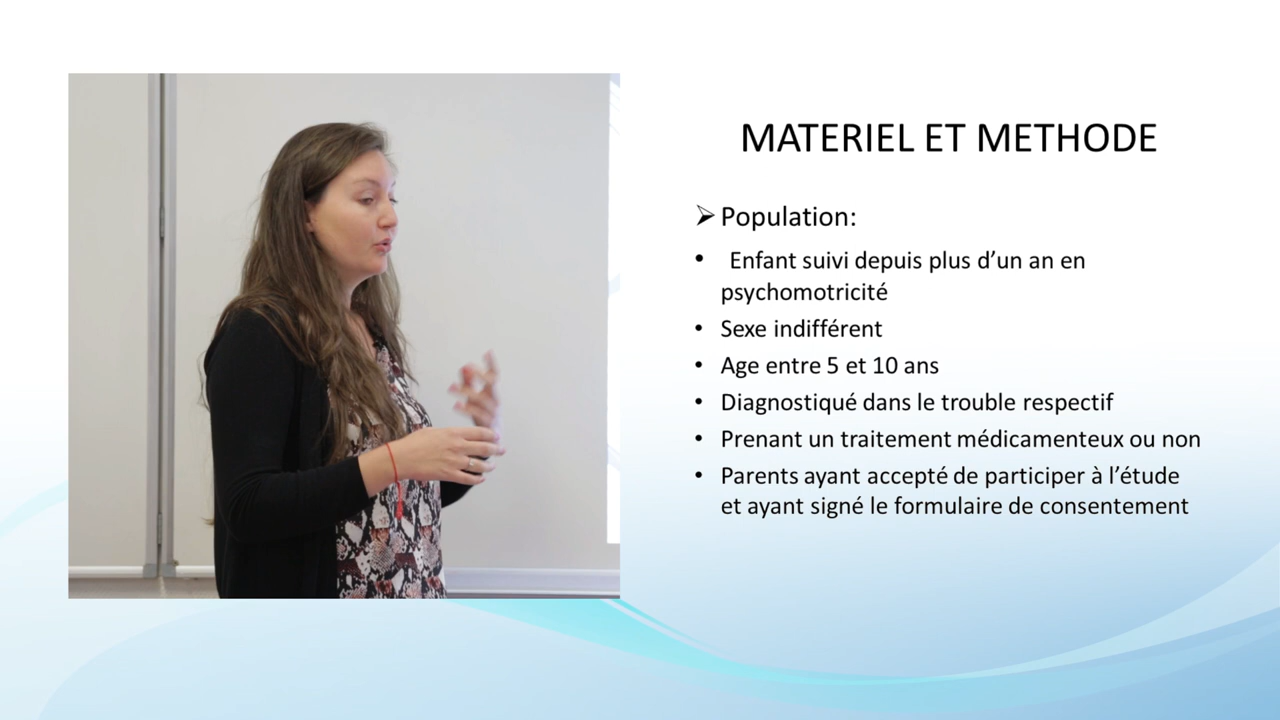 MATERIEL ET METHODE
➢ Population:
• Enfant suivi depuis plus d’un an en
psychomotricité
• Sexe indifférent
• Age entre 5 et 10 ans
• Diagnostiqué dans le trouble respectif
• Prenant un traitement médicamenteux ou non
• Parents ayant accepté de participer à l’étude
et ayant signé le formulaire de consentement